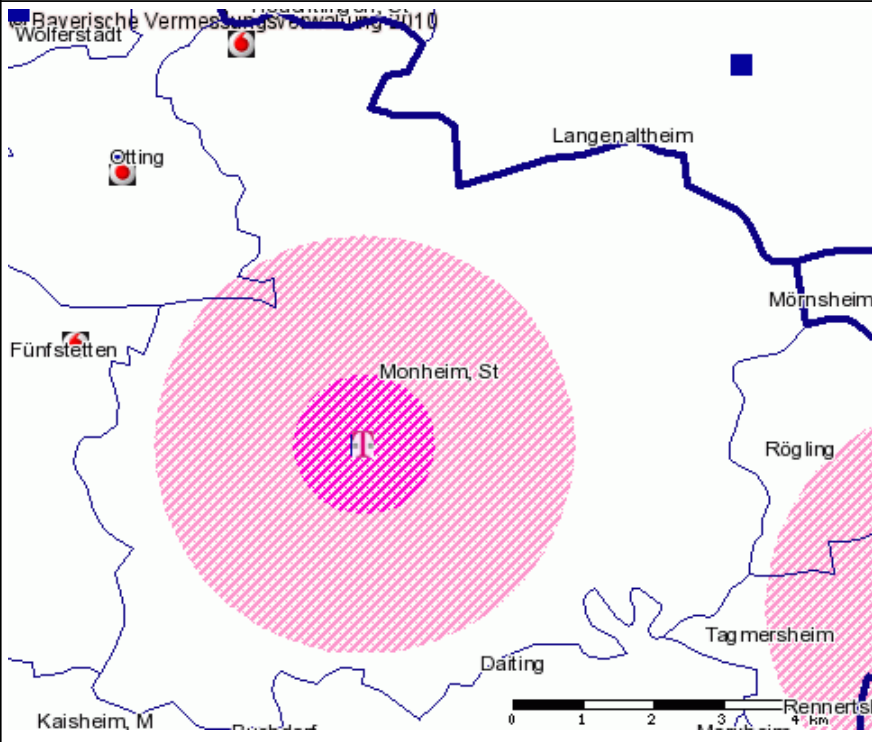 © Bayerische Vermessungsverwaltung 2010
Wolferstadt
Langenaltheim
Otting
Mörnsheim
Fünfstetten
Monheim, St
T
Rögling
Tagmersheim
Daiting
Kaisheim, M
0 1 2 3 4 km